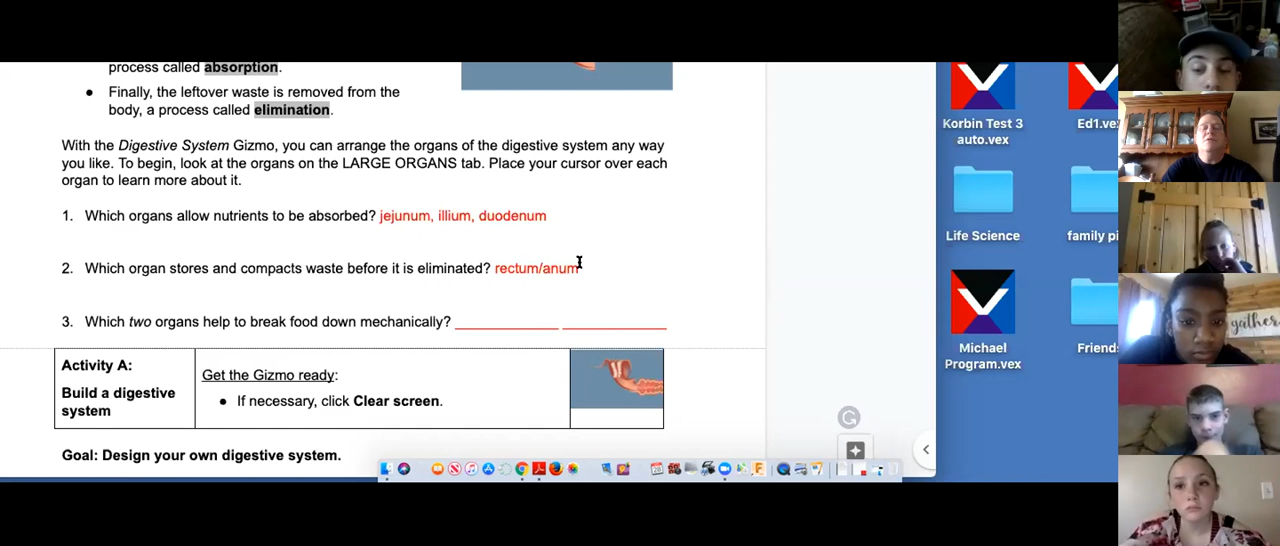 process called absorption.
● Finally, the leftover waste is removed from the
body, a process called elimination.
With the Digestive System Gizmo, you can arrange the organs of the digestive system any way
you like. To begin, look at the organs on the LARGE ORGANS tab. Place your cursor over each
organ to learn more about it.
1. Which organs allow nutrients to be absorbed? jejunum, illium, duodenum
2. Which organ stores and compacts waste before it is eliminated? rectum/anum
3. Which two organs help to break food down mechanically? ____________ ____________
Activity A:
Build a digestive
system
Get the Gizmo ready:
● If necessary, click Clear screen.
Goal: Design your own digestive system.
Korbin Test 3
auto.vex
Ed1.vex
Life Science
family pi
Michael
Program.vex
Friends
gather